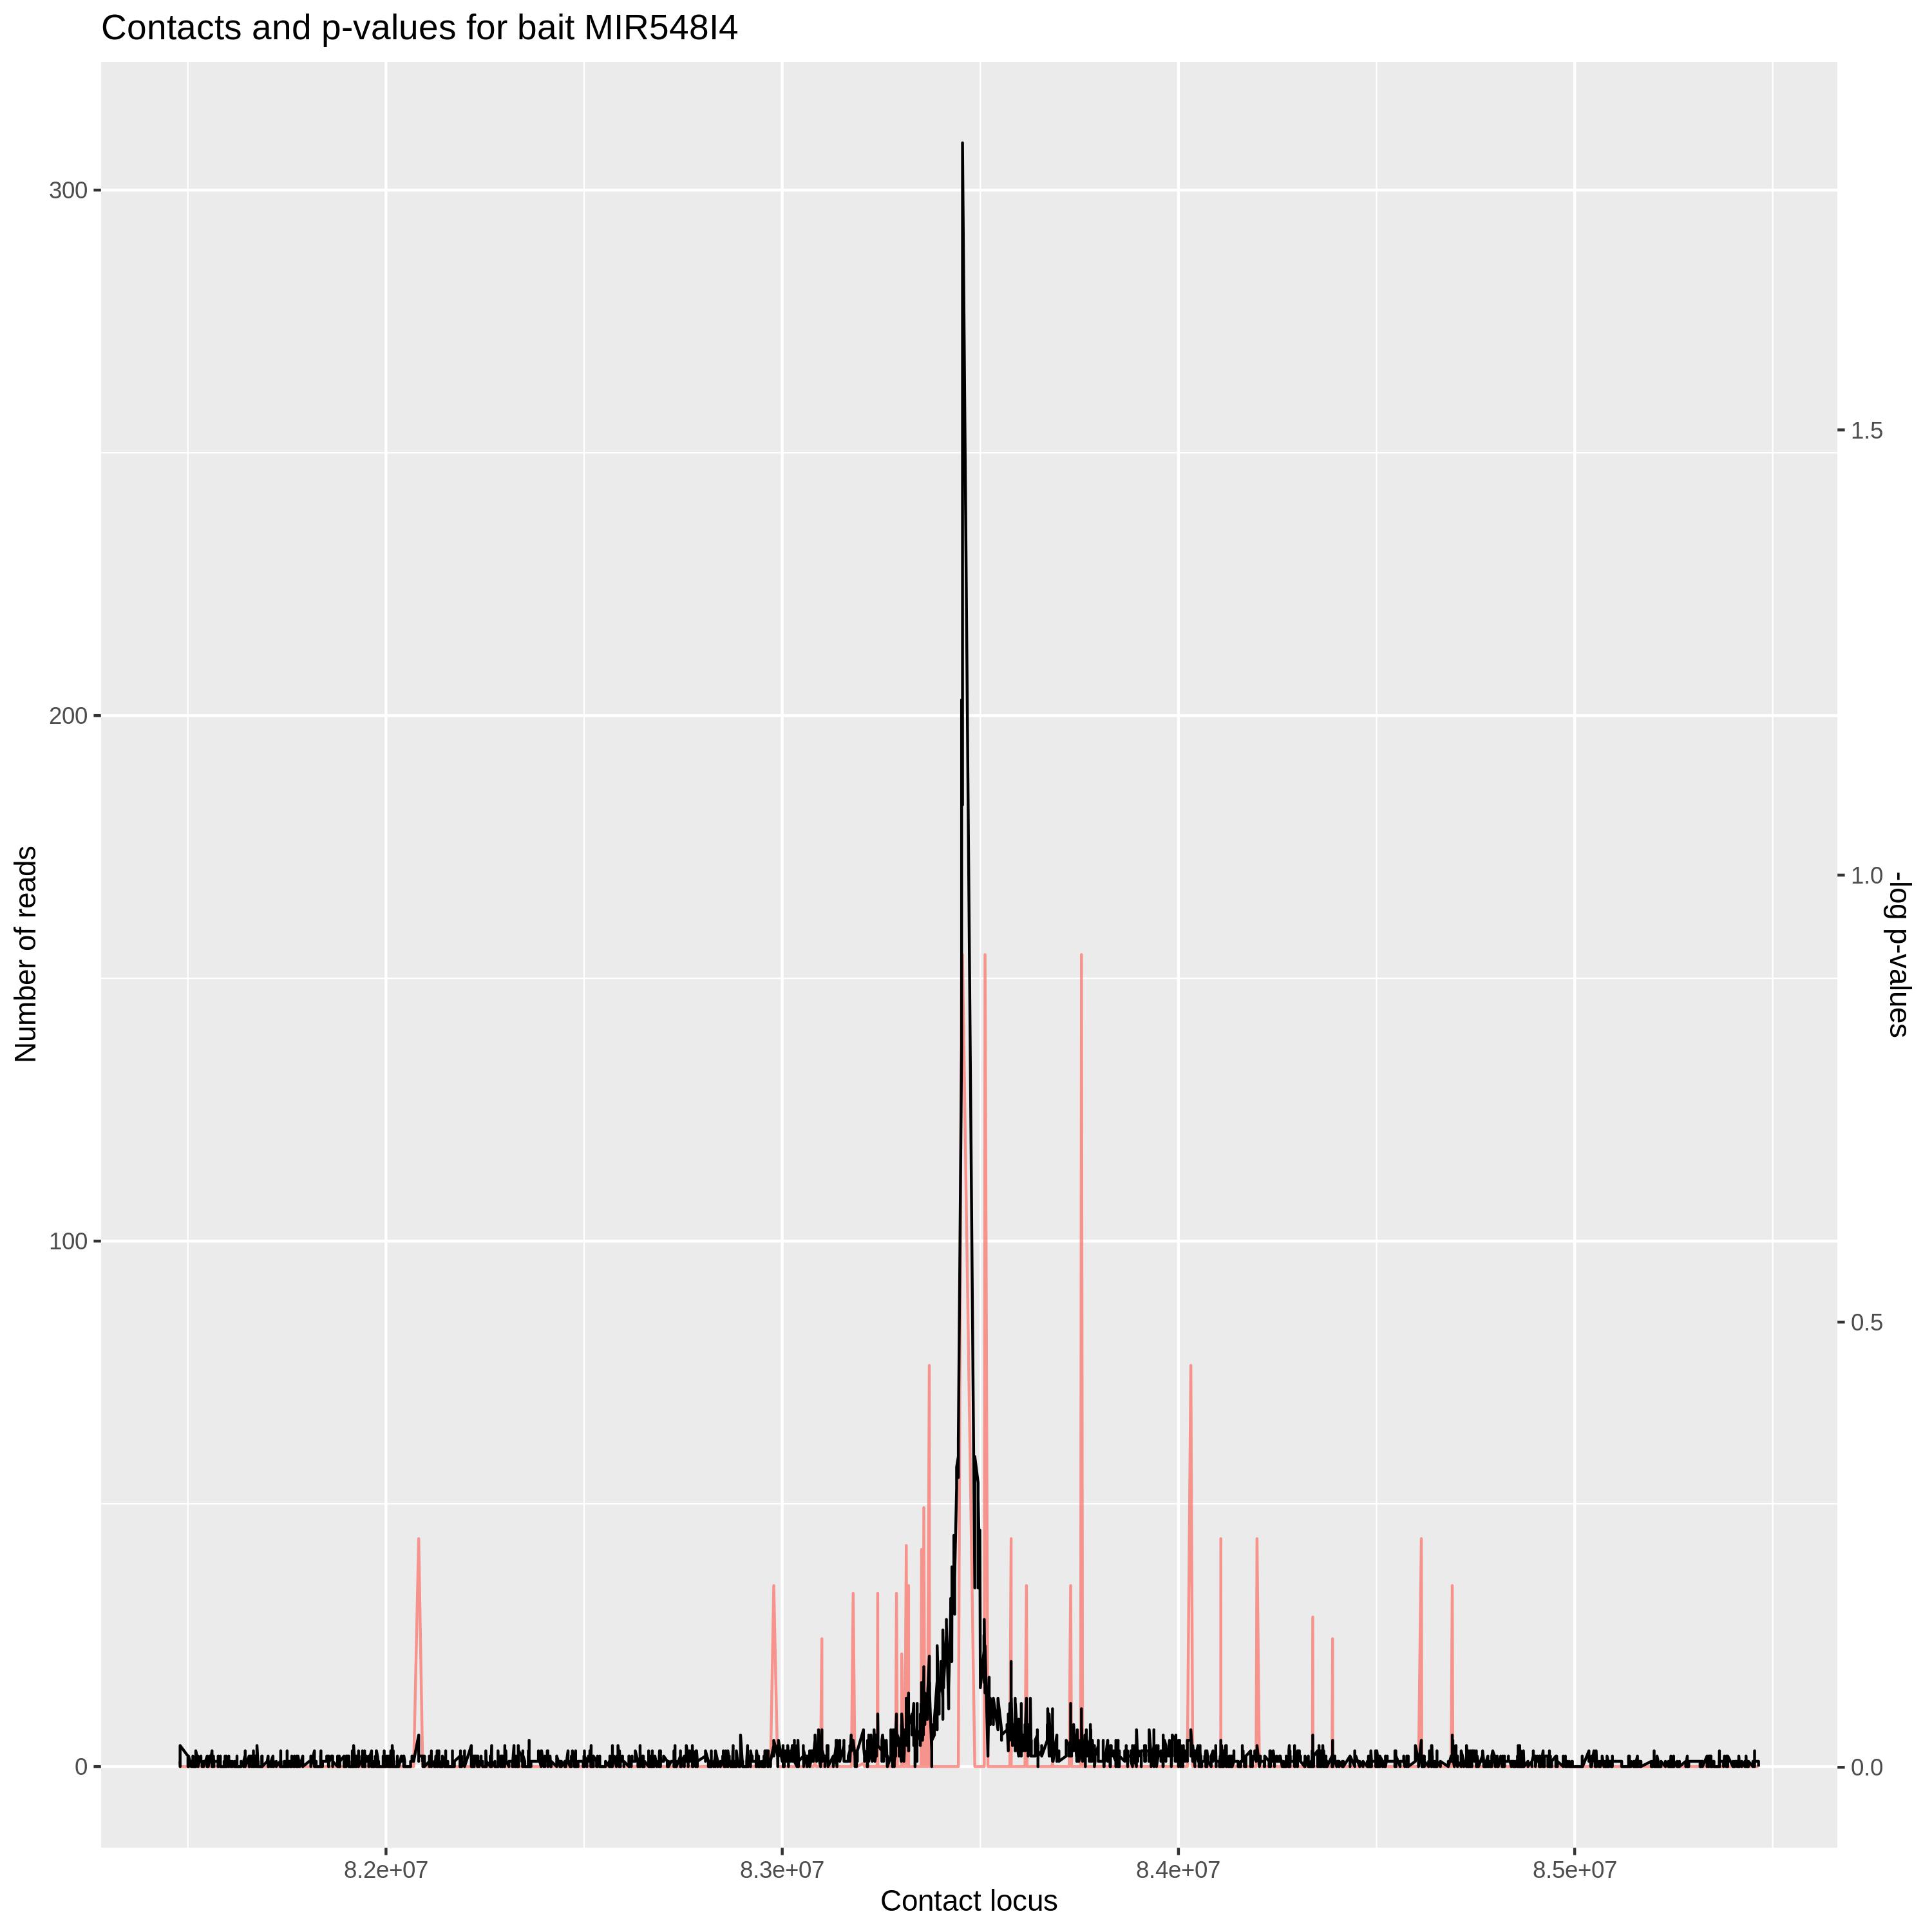 Contacts and p-values for bait MIR548I4
300
200
100
0
Number of reads
1.5
1.0
0.5
0.0
-log p-values
8.2e+07 8.3e+07 8.4e+07 8.5e+07
Contact locus